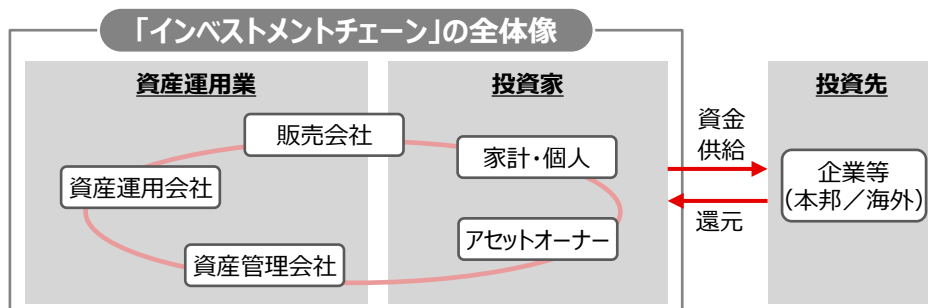 「インベストメントチェーン」の全体像
資産運用業
投資家
投資先
販売会社
家計・個人
資産運用会社
アセットオーナー
資産管理会社
資金
供給
還元
企業等
(本邦／海外)